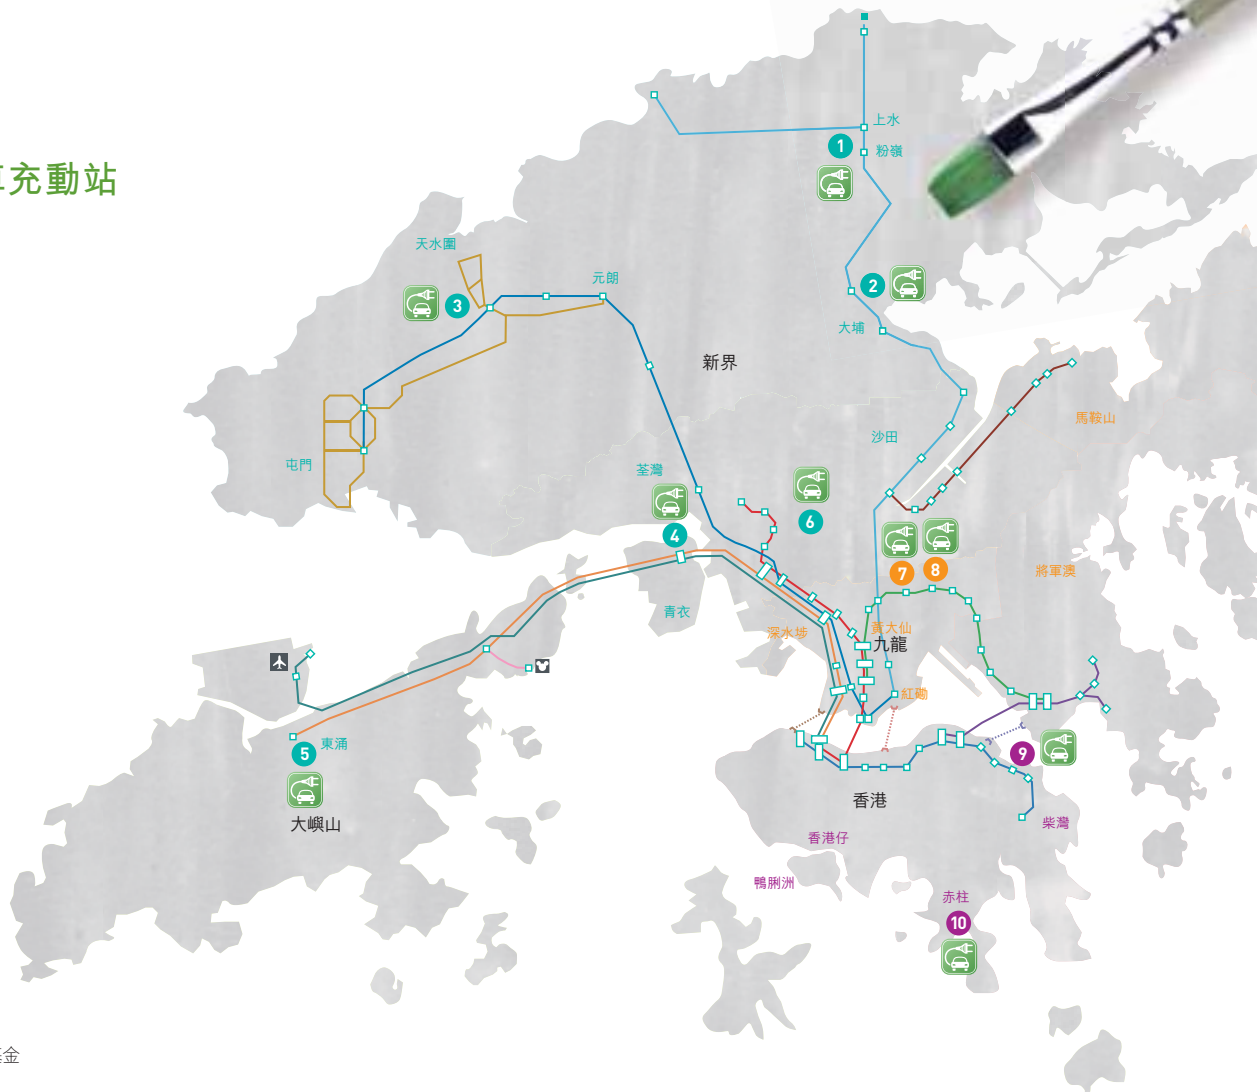 充動站
上水
1
粉嶺
天水圍
元朗
2
3
大埔
新界
馬鞍山
沙田
屯門
荃灣
6
4
7
8
將軍澳
青衣
深水埗
黃大仙
九龍
紅磡
東涌
5
9
香港
大嶼山
柴灣
香港仔
鴨脷洲
赤柱
10
金